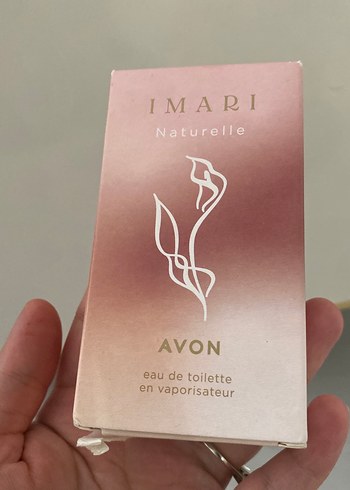 IMARI
Naturelle
AVON
eau de toilette
en vaporisateur